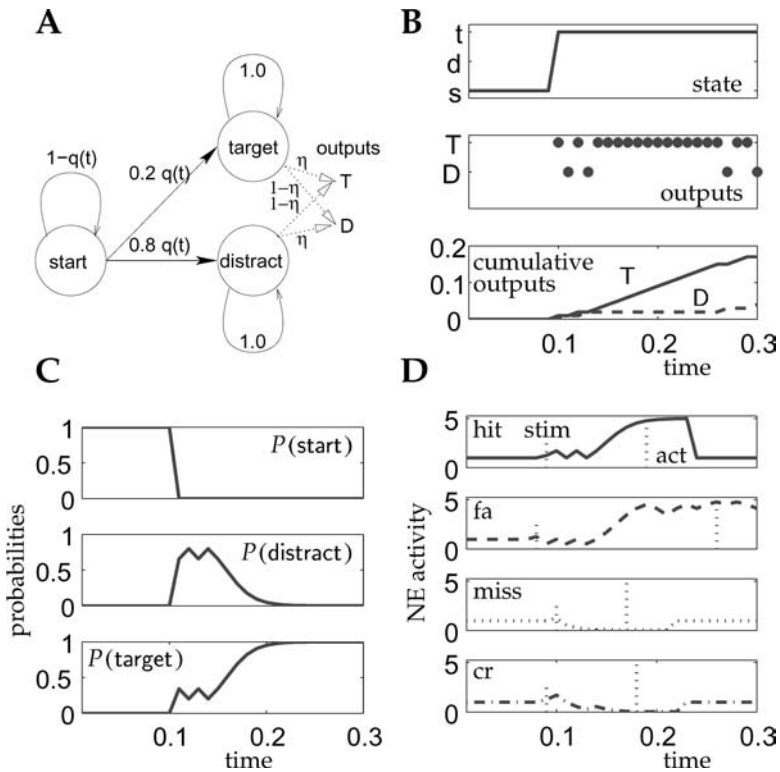 A
1.0
1-q(t)
target
outputs
0.2 q(t)
η
T
1-η
1-η
D
0.8 q(t)
η
start
distract
1.0
B
t
d
s
state
T
D
outputs
0.2
0.1
0
cumulative
outputs
T
D
0.1
0.2
0.3
time
C
probabilities
1
0.5
0
P(start)
1
0.5
0
P(distract)
1
0.5
0
P(target)
0.1
0.2
0.3
time
D
NE activity
5
0
hit
stim
act
5
0
fa
5
0
miss
5
0
cr
0.1
0.2
0.3
time